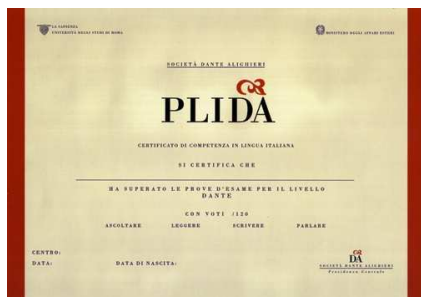 LA SAPIENZA
UNIVERSITÀ DEGLI STUDI DI ROMA
MINISTERO DEGLI AFFARI ESTERI
SOCIETÀ DANTE ALIGHIERI
PLIDA
CERTIFICATO DI COMPETENZA IN LINGUA ITALIANA
SI CERTIFICA CHE
HA SUPERATO LE PROVE D'ESAME PER IL LIVELLO
DANTE
CON VOTI /120
ASCOLTARE LEGGERE SCRIVERE PARLARE
CENTRO:
DATA: DATA DI NASCITA:
DA
SOCIETÀ DANTE ALIGHIERI
Presidenza Centrale